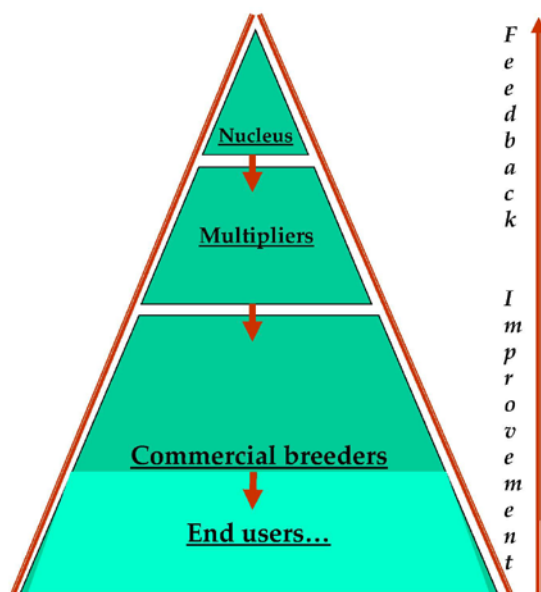 Nucleus
Multipliers
Commercial breeders
End users…
Feedback
Improvement